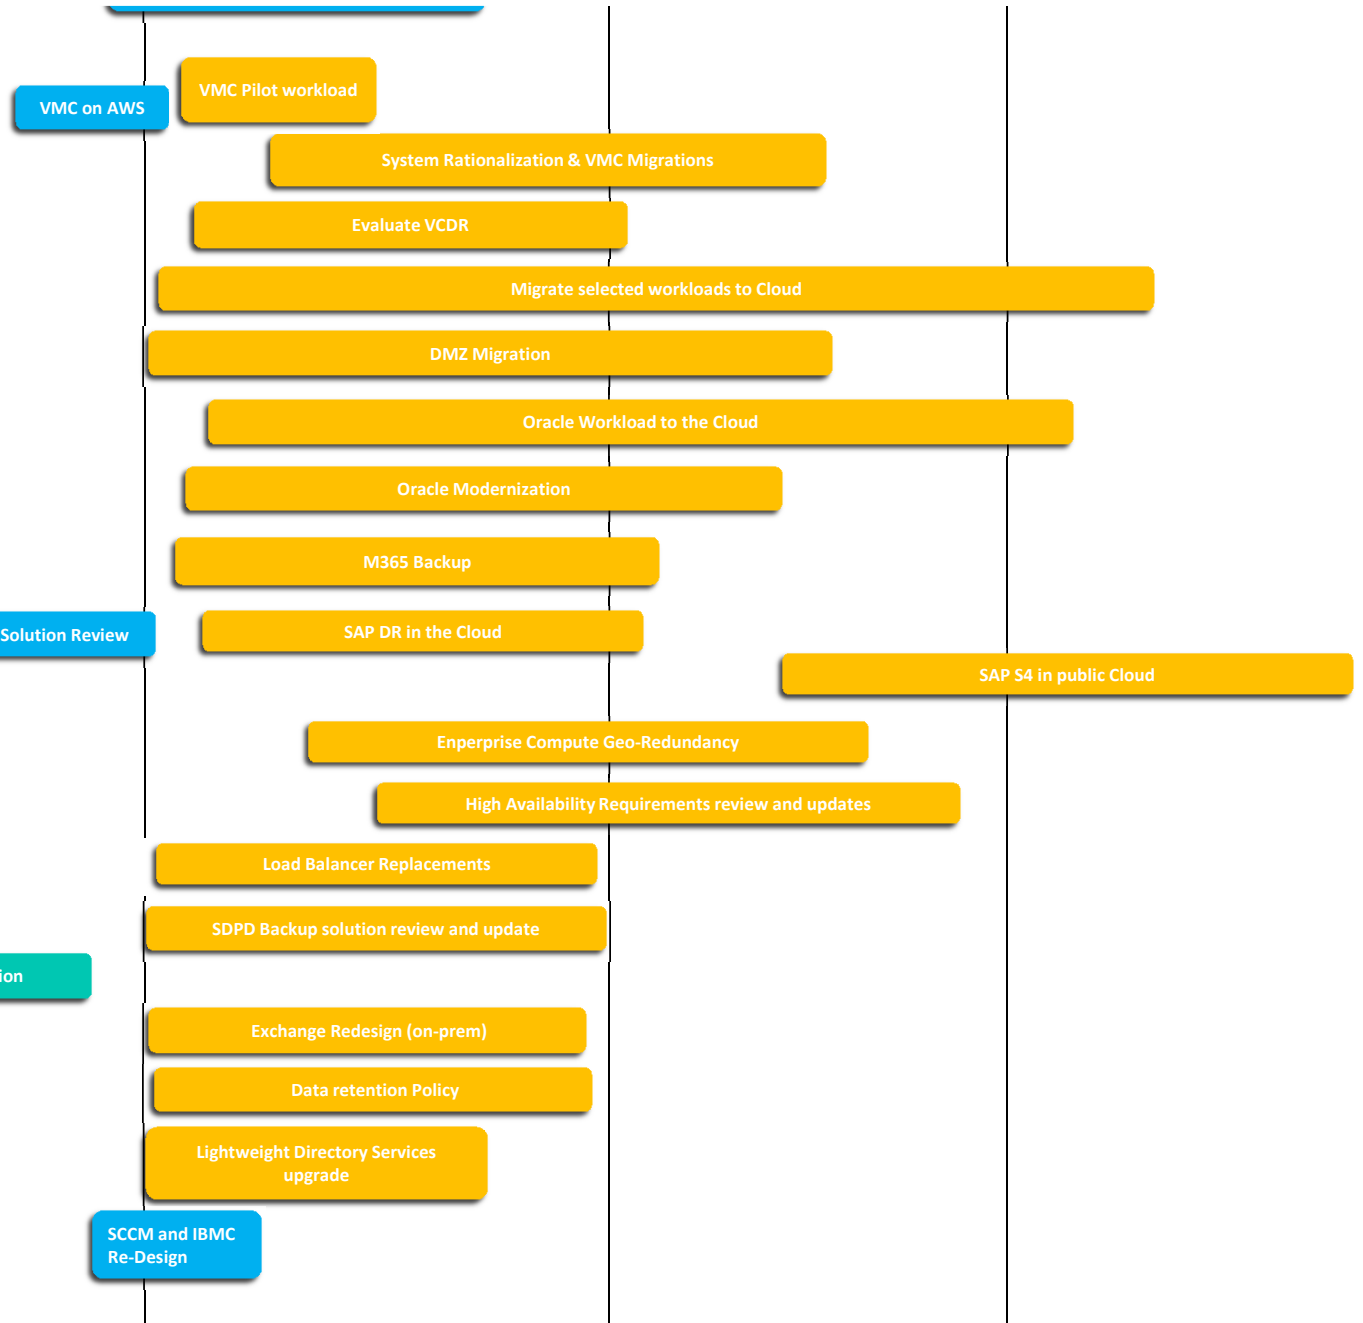 VMC Pilot workload
VMC on AWS
System Rationalization & VMC Migrations
Evaluate VCDR
Migrate selected workloads to Cloud
DMZ Migration
Oracle Workload to the Cloud
Oracle Modernization
M365 Backup
Solution Review
SAP DR in the Cloud
SAP S4 in public Cloud
Enperprise Compute Geo-Redundancy
High Availability Requirements review and updates
Load Balancer Replacements
SDPD Backup solution review and update
ion
Exchange Redesign (on-prem)
Data retention Policy
Lightweight Directory Services
upgrade
SCCM and IBMC
Re-Design